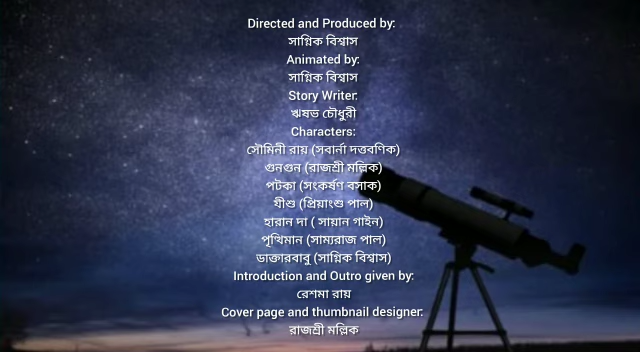 Directed and Produced by:
সাগ্নিক বিশ্বাস
Animated by:
সাগ্নিক বিশ্বাস
Story Writer:
ঋষভ চৌধুরী
Characters:
সৌমিনী রায় (সবার্না দত্তবণিক)
গুনগুন (রাজশ্রী মল্লিক)
পটকা (সংকর্ষণ বসাক)
যীশু (প্রিয়াংশু পাল)
হারান দা ( সায়ান গাইন)
পৃথ্বিমান (সাম্যরাজ পাল)
ডাক্তারবাবু (সাগ্নিক বিশ্বাস)
Introduction and Outro given by:
রেশমা রায়
Cover page and thumbnail designer:
রাজশ্রী মল্লিক